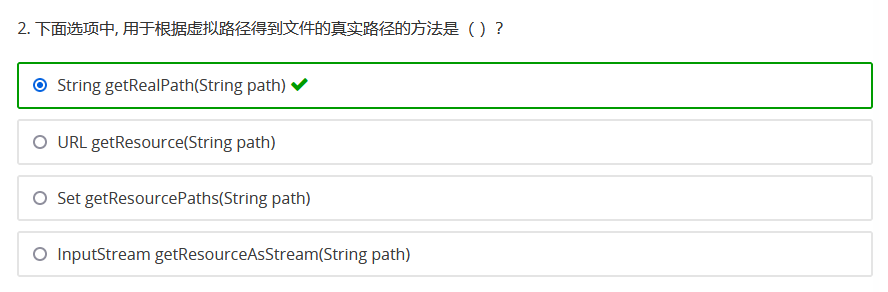 2. 下面选项中, 用于根据虚拟路径得到文件的真实路径的方法是（ ）？
String getRealPath(String path)
URL getResource(String path)
Set getResourcePaths(String path)
InputStream getResourceAsStream(String path)